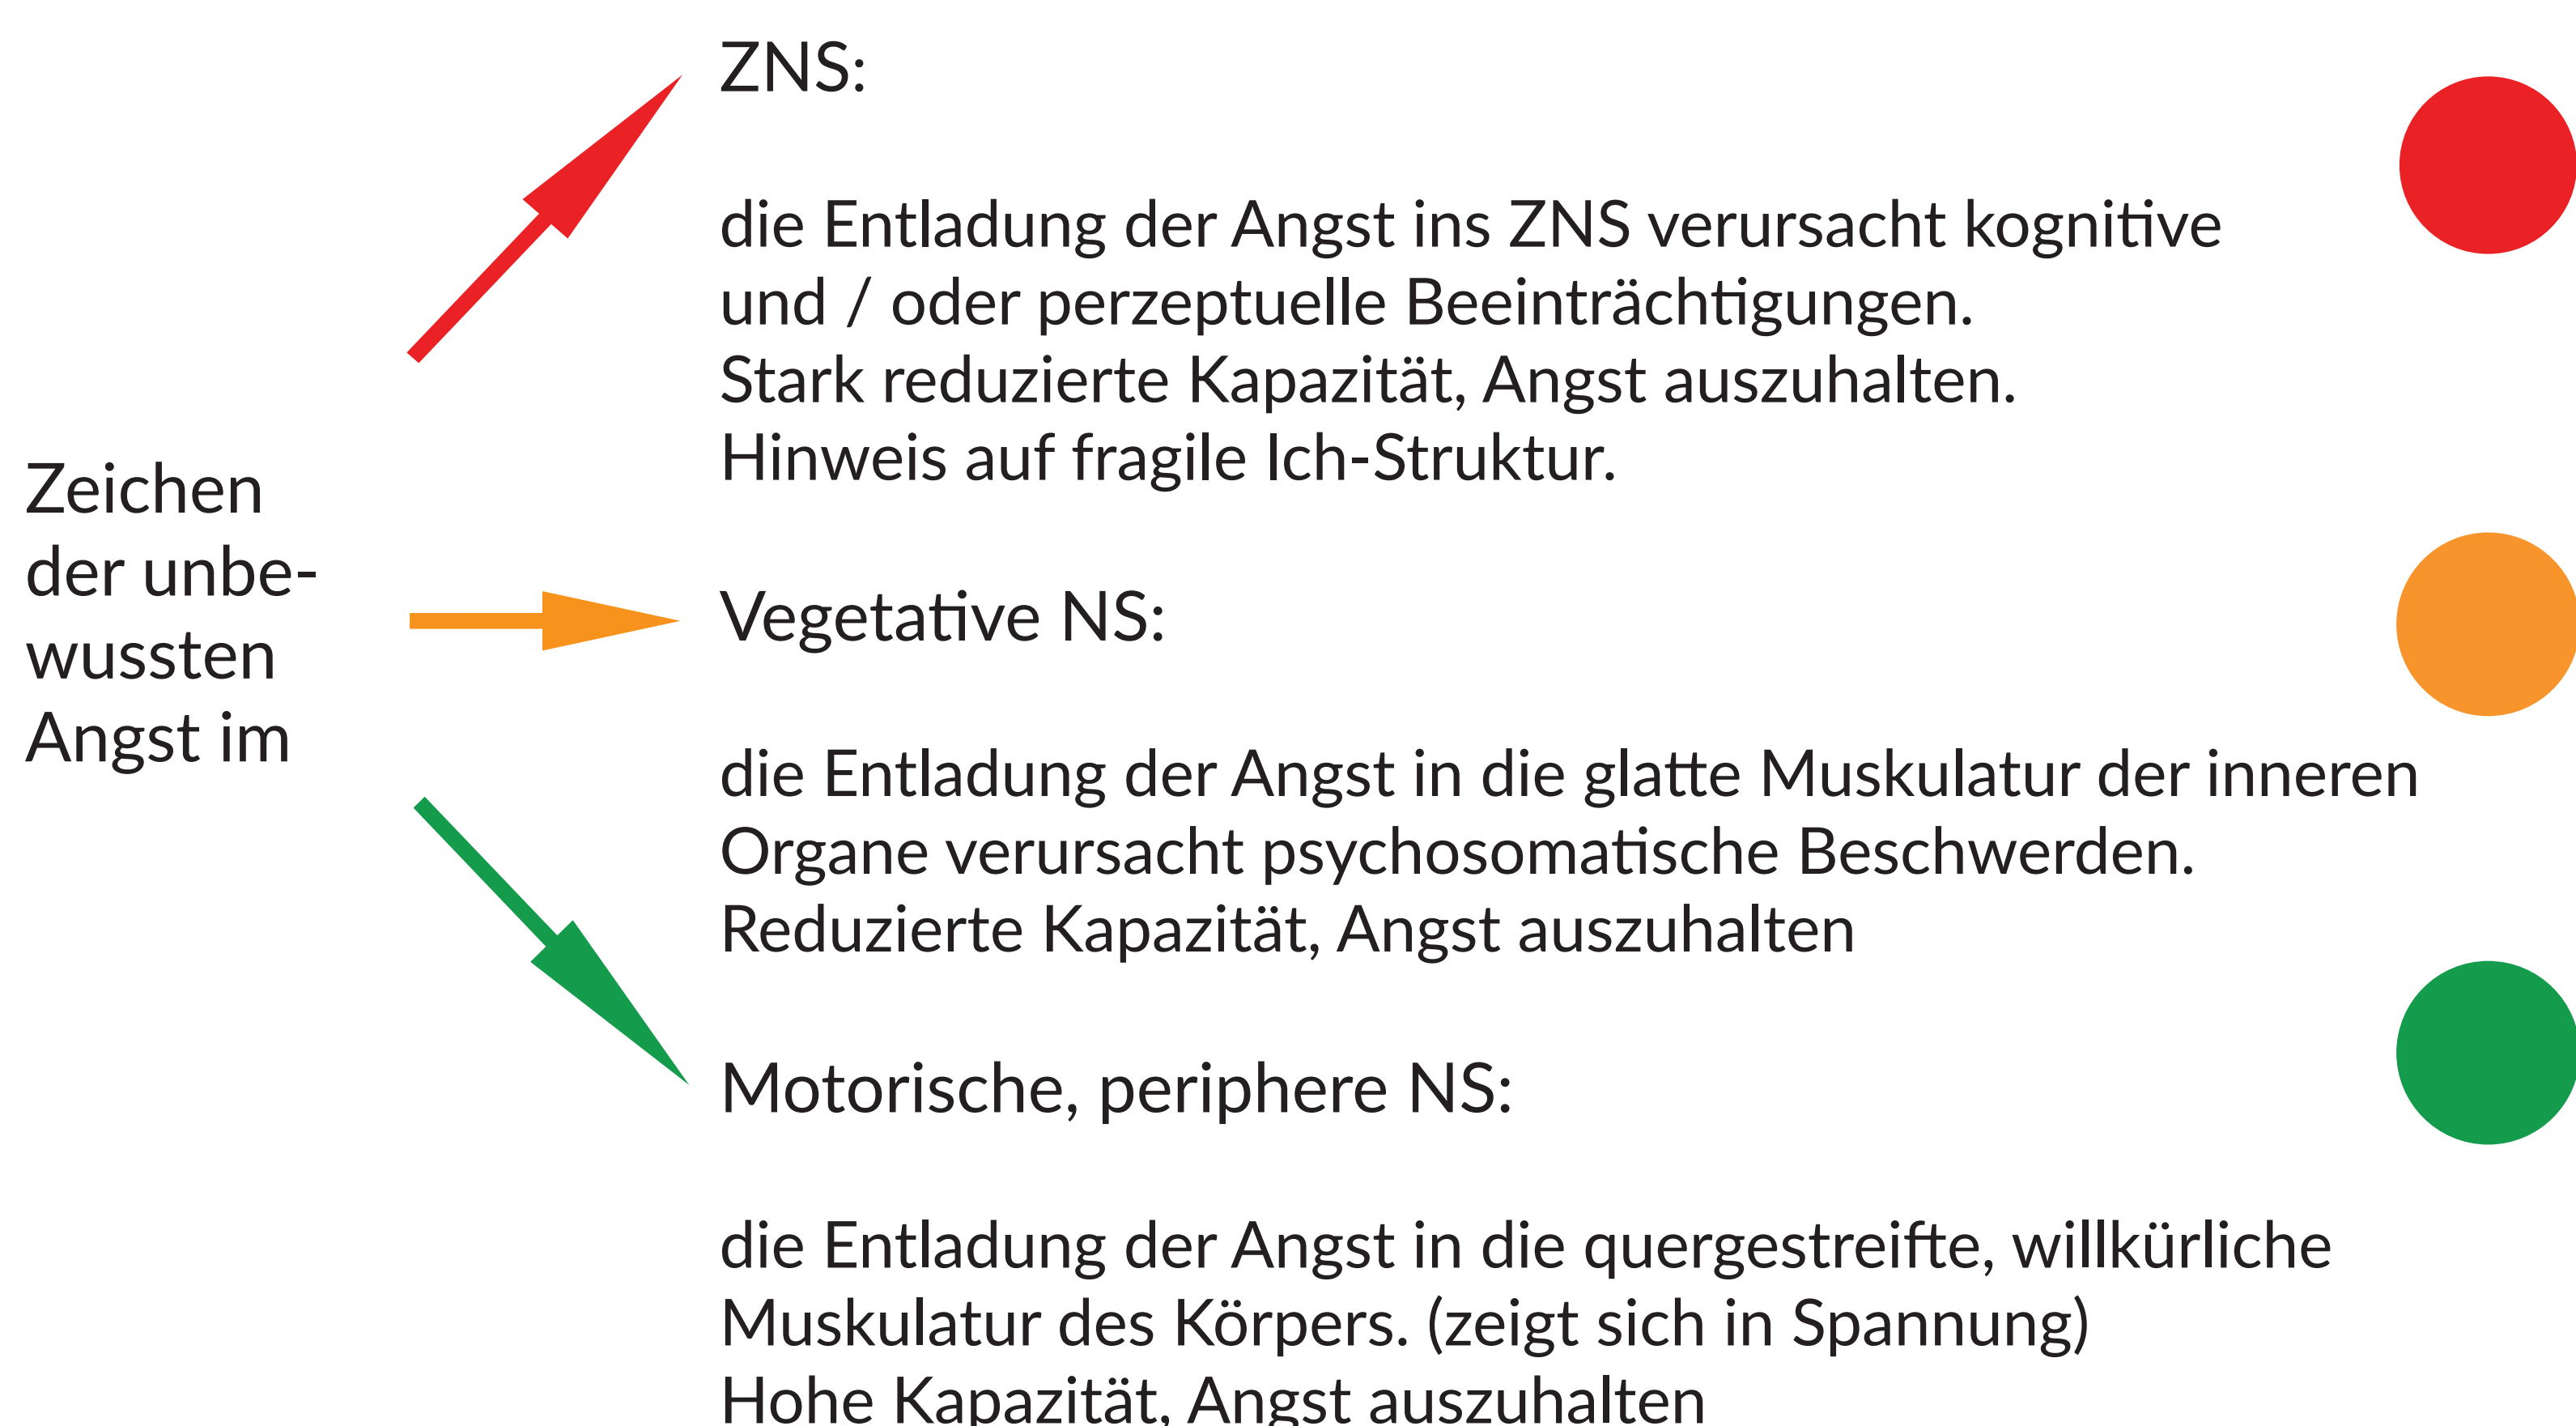 Zeichen
der unbe-
wussten
Angst im
ZNS:
die Entladung der Angst ins ZNS verursacht kognitive
und / oder perzeptuelle Beeinträchtigungen.
Stark reduzierte Kapazität, Angst auszuhalten.
Hinweis auf fragile Ich-Struktur.
Vegetative NS:
die Entladung der Angst in die glatte Muskulatur der inneren
Organe verursacht psychosomatische Beschwerden.
Reduzierte Kapazität, Angst auszuhalten
Motorische, periphere NS:
die Entladung der Angst in die quergestreifte, willkürliche
Muskulatur des Körpers. (zeigt sich in Spannung)
Hohe Kapazität, Angst auszuhalten